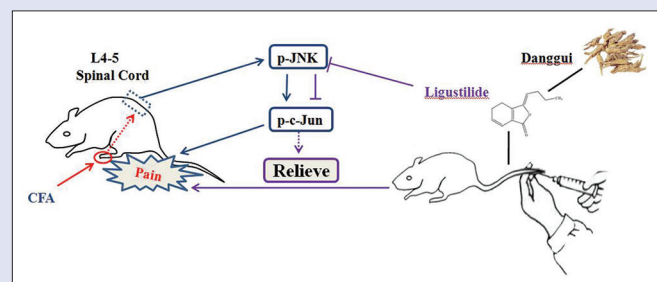 L4-5
Spinal Cord
p-JNK
Danggui
Ligustilide
p-c-Jun
Pain
Relieve
CFA